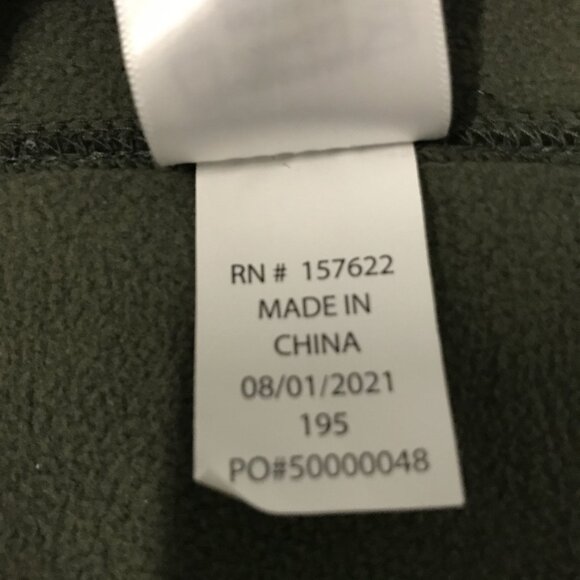 RN # 157622
MADE IN
CHINA
08/01/2021
195
PO#50000048